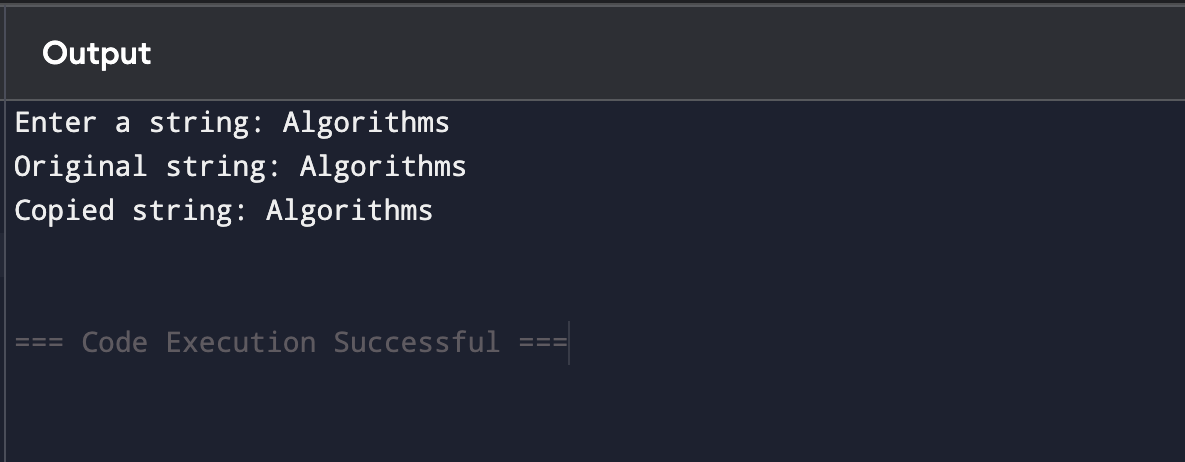 Output
Enter a string: Algorithms
Original string: Algorithms
Copied string: Algorithms
=== Code Execution Successful ===